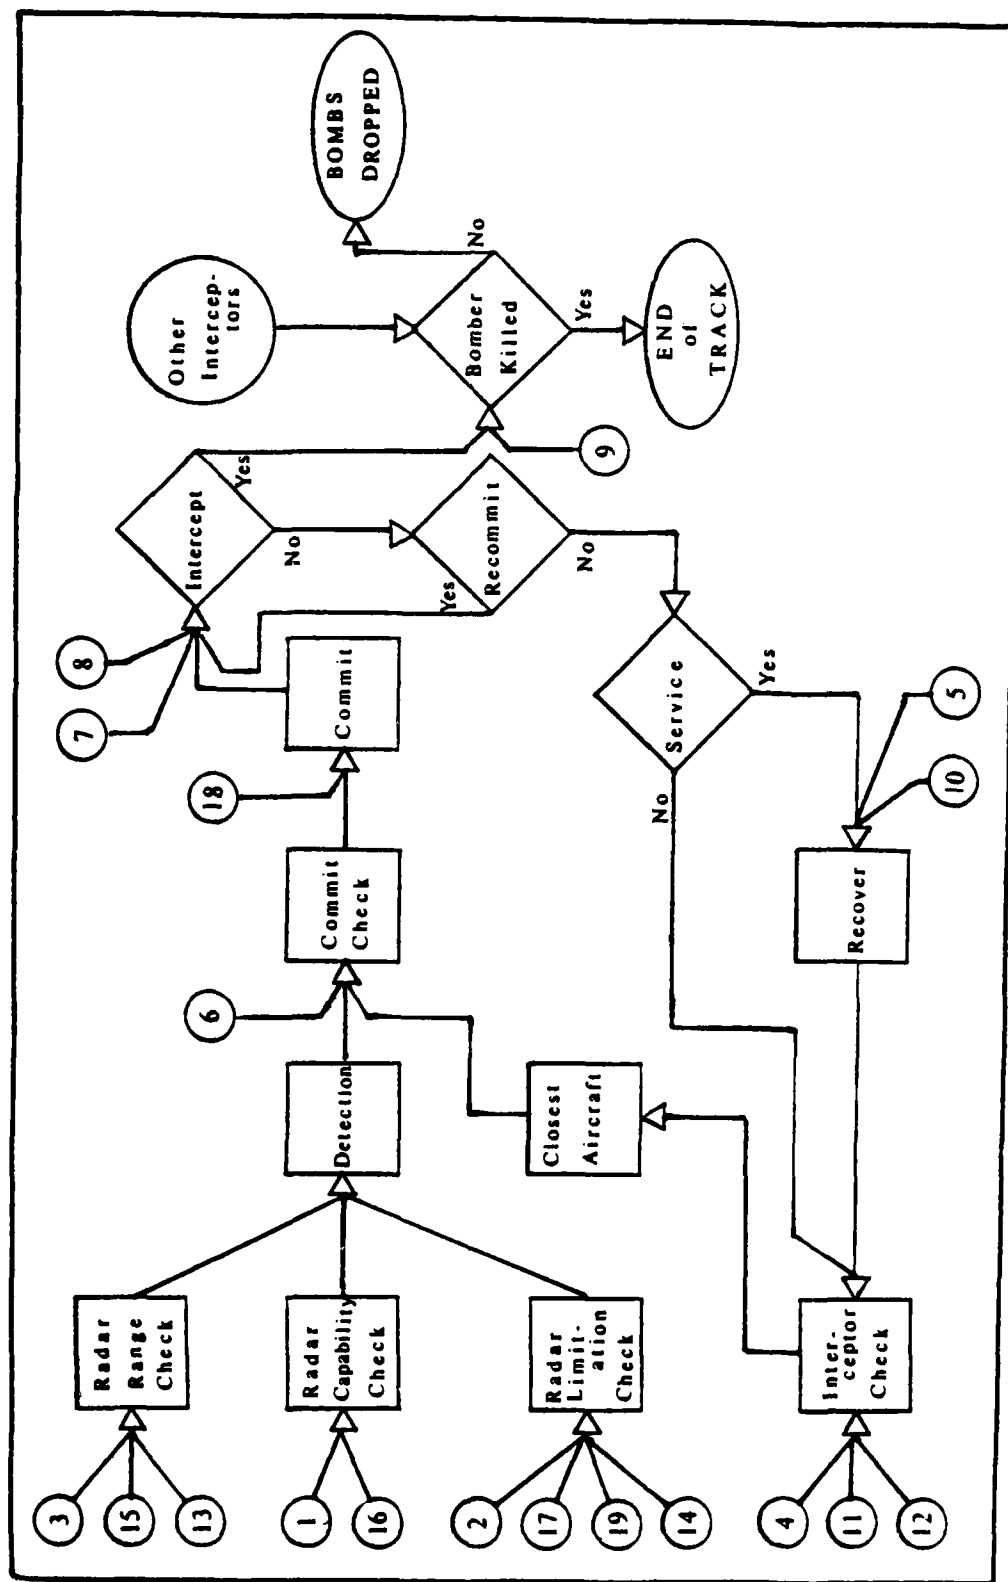 3
15
13
Radar
Range
Check
1
16
Radar
Capability
Check
2
17
19
14
Radar
Limit-
ation
Check
4
11
12
Inter-
ceptor
Check
Detection
Closest
Aircraft
6
Commit
Check
18
Commit
7
8
Intercept
Yes
No
Recommit
Yes
No
Service
No
Yes
Recover
10
5
Other
Intercep-
tors
9
Bomber
Killed
No
Yes
BOMBS
DROPPED
END
of
TRACK